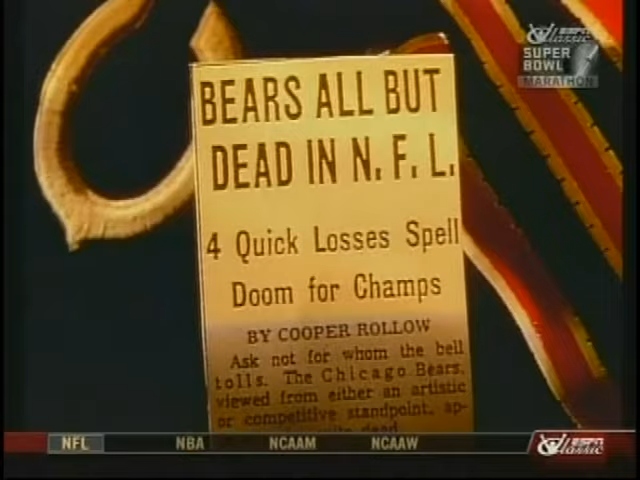 ESPN
Classic
SUPER
BOWL
MARATHON
BEARS ALL BUT
DEAD IN N. F. L.
4 Quick Losses Spell
Doom for Champs
BY COOPER ROLLOW
Ask not for whom the bell
tolls. The Chicago Bears,
viewed from either an artistic
or competitive standpoint, ap-
quite dead
NFL NBA NCAAM NCAAW
ESPN
Classic